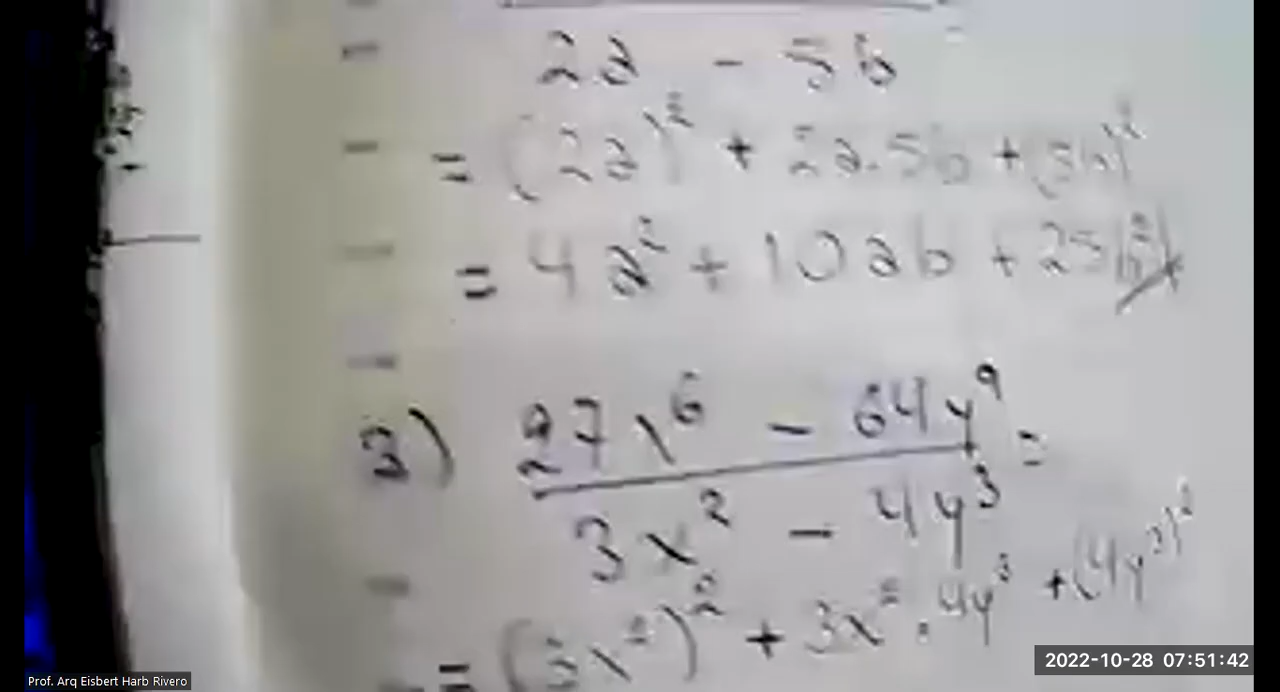 2a - 5b
= (2a)² + 2a.5b + (5b)²
= 4a² + 10ab + 25b²
2) 27x⁶ - 64y⁹ =
3x² - 4y³
= (3x²)² + 3x².4y³ + (4y³)²
Prof. Arq Eisbert Harb Rivero
2022-10-28 07:51:42